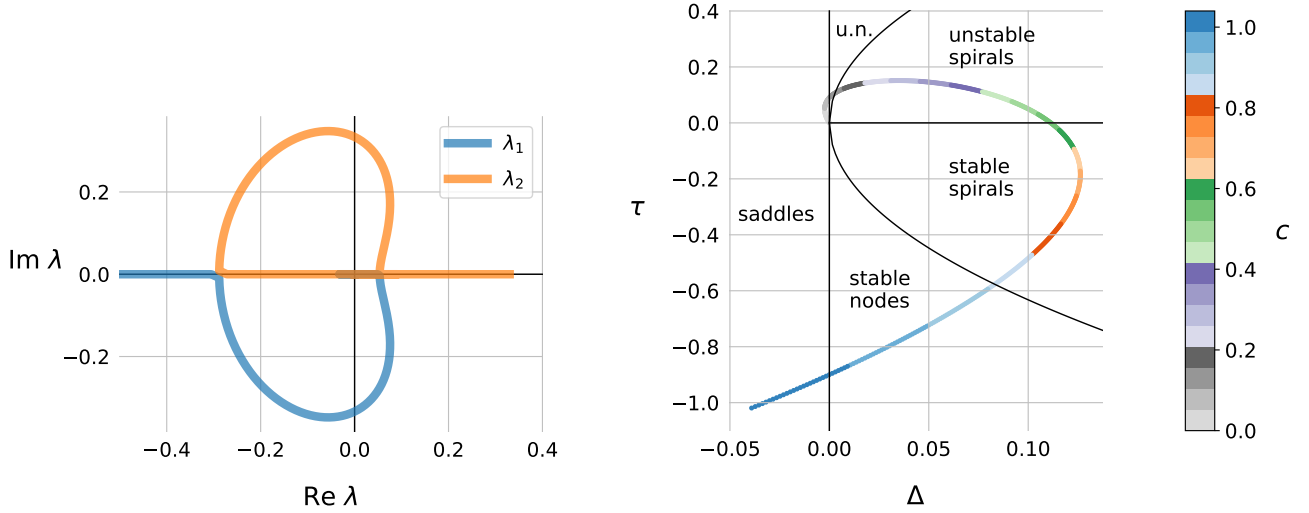 λ₁
λ₂
0.2
0.0
−0.2
Im λ
−0.4
−0.2
0.0
0.2
0.4
Re λ
0.4
0.2
0.0
−0.2
−0.4
−0.6
−0.8
−1.0
τ
u.n.
unstable
spirals
stable
spirals
saddles
stable
nodes
−0.05
0.00
0.05
0.10
Δ
1.0
0.8
0.6
0.4
0.2
0.0
c